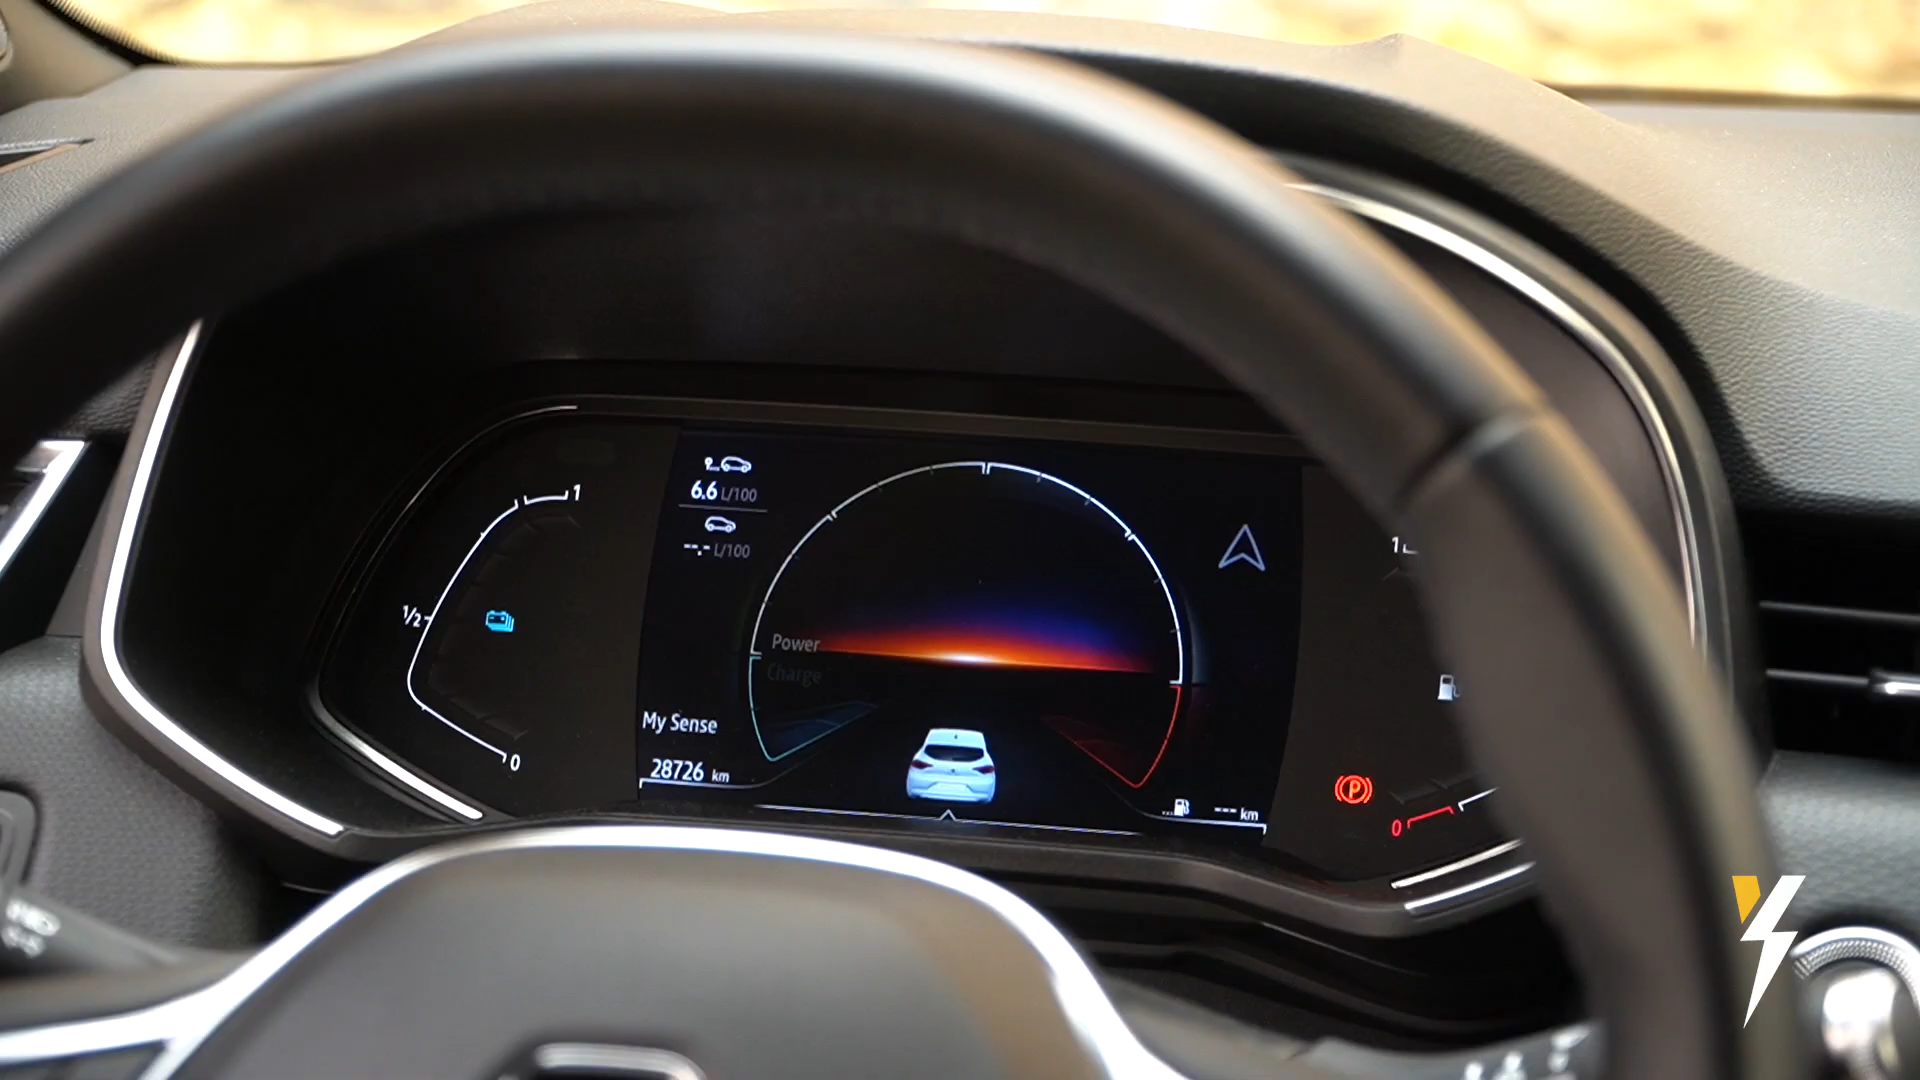 1
1/2
0
6.6 L/100
--.- L/100
Power
Charge
My Sense
28726 km
--- km
1
P
0